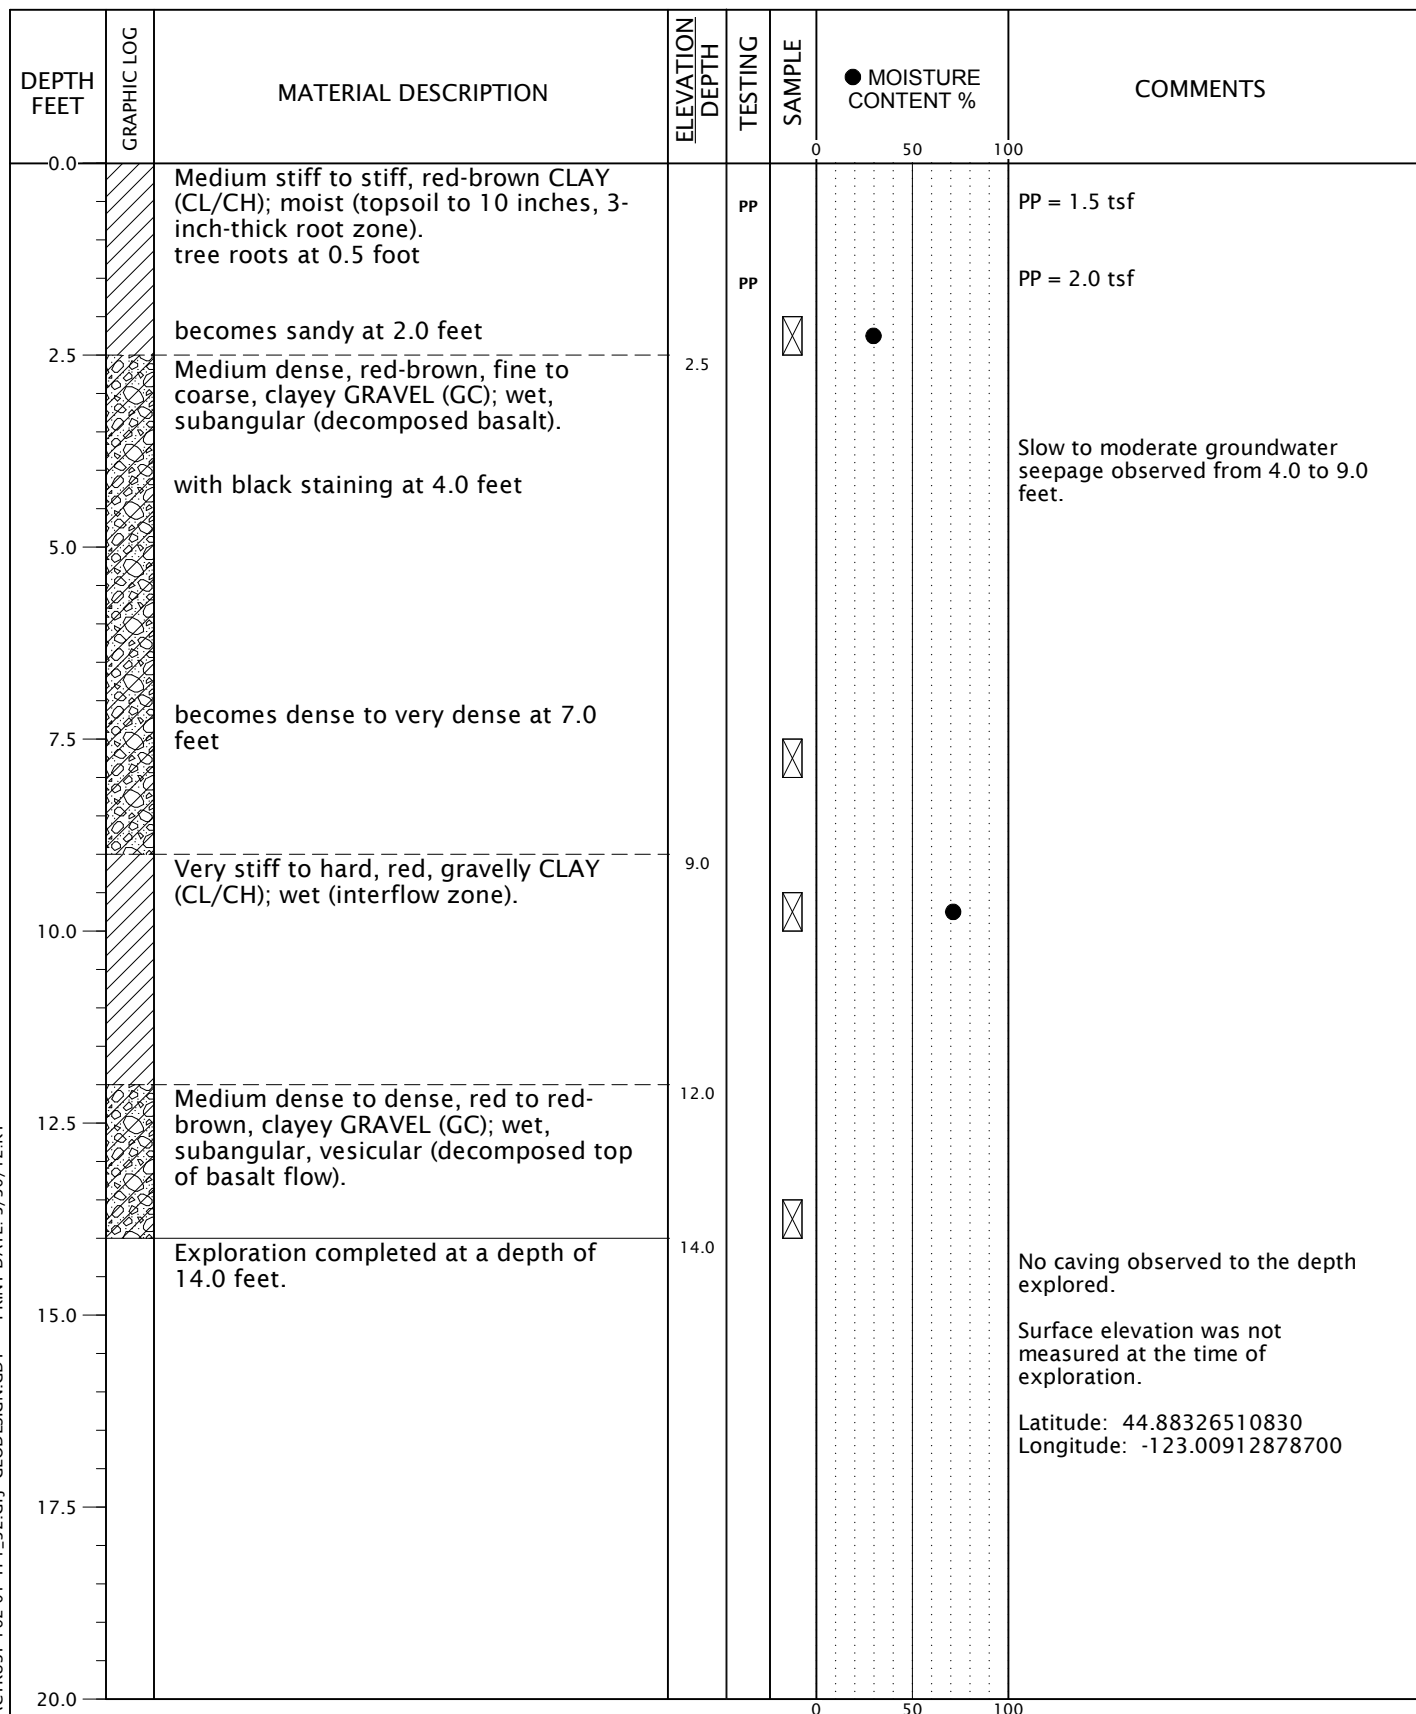 DEPTH
FEET
GRAPHIC LOG
MATERIAL DESCRIPTION
ELEVATION
DEPTH
TESTING
SAMPLE
● MOISTURE
CONTENT %
COMMENTS
0 50 100
0.0
Medium stiff to stiff, red-brown CLAY
(CL/CH); moist (topsoil to 10 inches, 3-
inch-thick root zone).
tree roots at 0.5 foot
PP
PP = 1.5 tsf
PP
PP = 2.0 tsf
becomes sandy at 2.0 feet
2.5
2.5
Medium dense, red-brown, fine to
coarse, clayey GRAVEL (GC); wet,
subangular (decomposed basalt).
Slow to moderate groundwater
seepage observed from 4.0 to 9.0
feet.
with black staining at 4.0 feet
5.0
becomes dense to very dense at 7.0
feet
7.5
9.0
Very stiff to hard, red, gravelly CLAY
(CL/CH); wet (interflow zone).
10.0
12.0
Medium dense to dense, red to red-
brown, clayey GRAVEL (GC); wet,
subangular, vesicular (decomposed top
of basalt flow).
12.5
14.0
Exploration completed at a depth of
14.0 feet.
No caving observed to the depth
explored.
15.0
Surface elevation was not
measured at the time of
exploration.
Latitude: 44.88326510830
Longitude: -123.00912878700
17.5
20.0
0 50 100